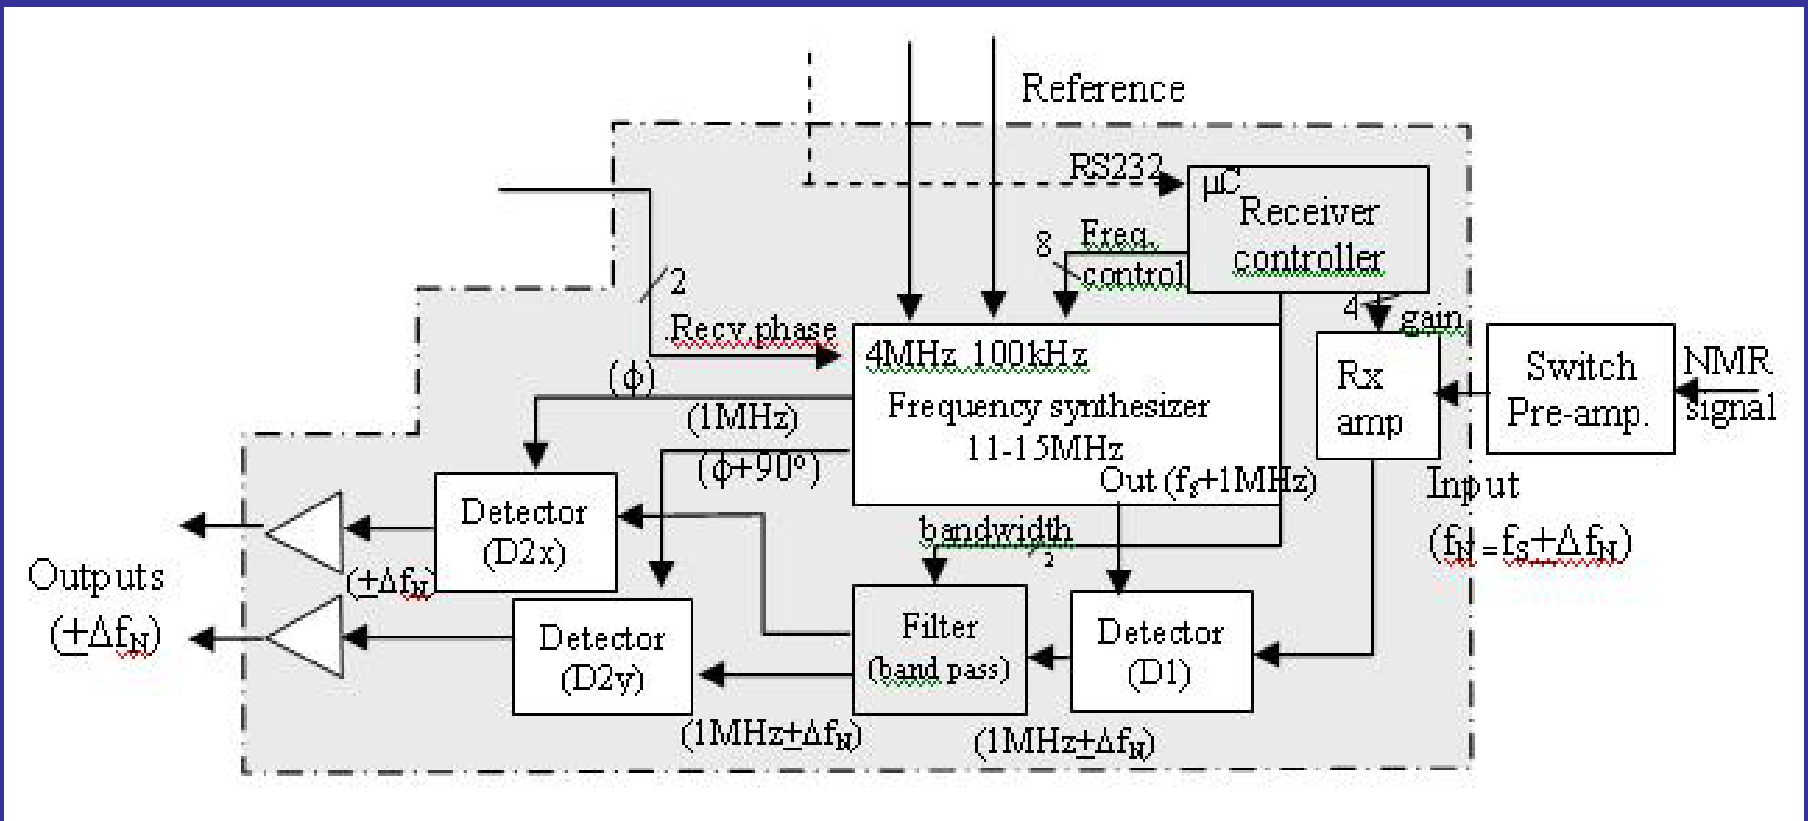 Reference
RS232
μC
Receiver
controller
8
Freq.
control
2
4
gain
Recv phase
4MHz 100kHz
Frequency synthesizer
11-15MHz
Out (fS+1MHz)
(ϕ)
(1MHz)
(ϕ+90º)
Rx
amp
Switch
Pre-amp.
NMR
signal
Input
(fN = fS±ΔfN)
bandwidth
2
Detector
(D2x)
Outputs
(±ΔfN)
(±ΔfN)
Detector
(D2y)
Filter
(band pass)
Detector
(D1)
(1MHz±ΔfN)
(1MHz±ΔfN)